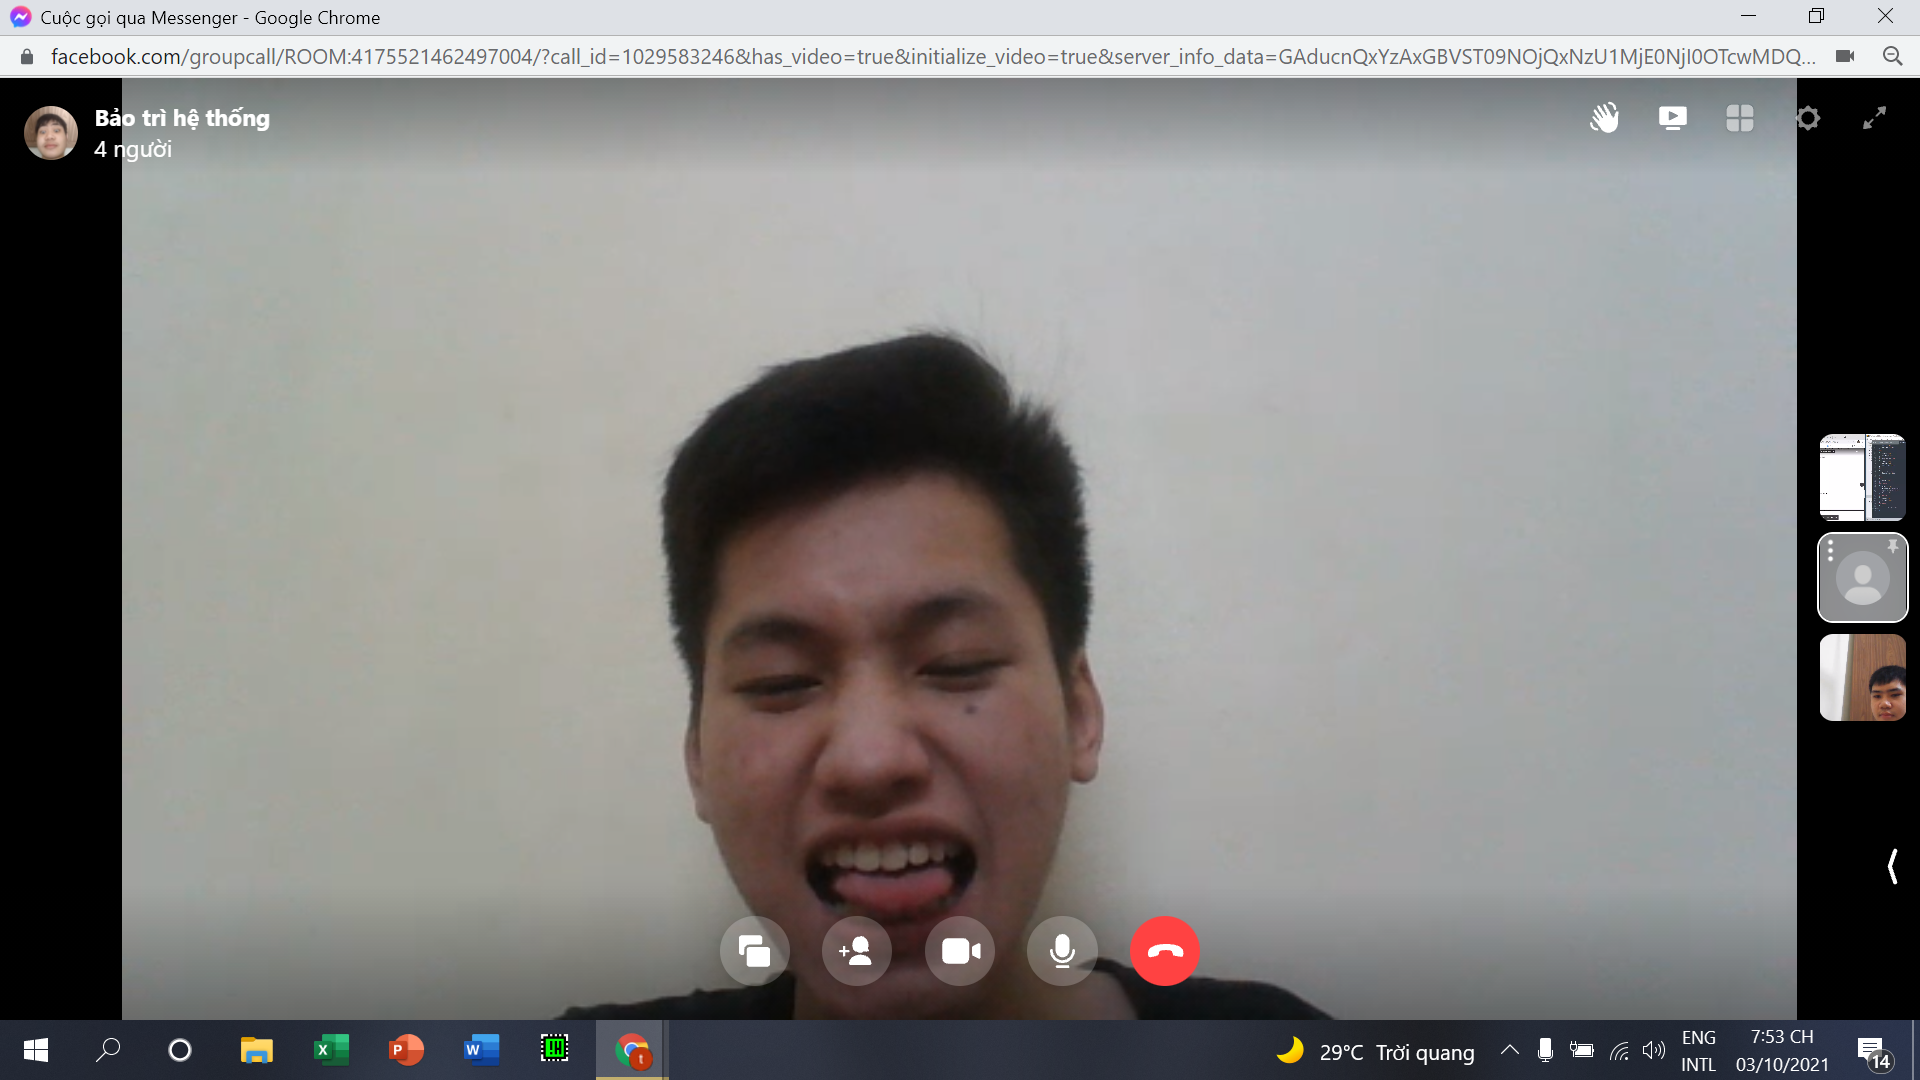 Cuộc gọi qua Messenger - Google Chrome
facebook.com/groupcall/ROOM:4175521462497004/?call_id=1029583246&has_video=true&initialize_video=true&server_info_data=GAducnQxYzAxGBVST09NOjQxNzU1MjE0NjI0OTcwMDQ...
Bảo trì hệ thống
4 người
29°C Trời quang
ENG
INTL
7:53 CH
03/10/2021
14